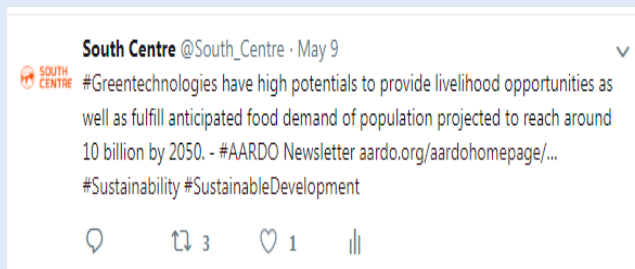 South Centre @South_Centre · May 9
SOUTH
CENTRE
#Greentechnologies have high potentials to provide livelihood opportunities as
well as fulfill anticipated food demand of population projected to reach around
10 billion by 2050. - #AARDO Newsletter aardo.org/aardohomepage/...
#Sustainability #SustainableDevelopment
3 1